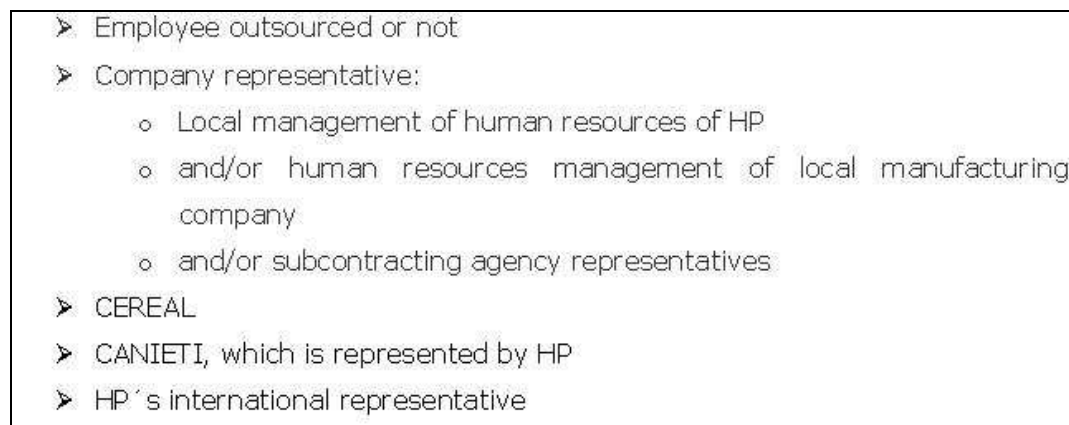 ➢ Employee outsourced or not
➢ Company representative:
o Local management of human resources of HP
o and/or human resources management of local manufacturing
company
o and/or subcontracting agency representatives
➢ CEREAL
➢ CANIETI, which is represented by HP
➢ HP´s international representative